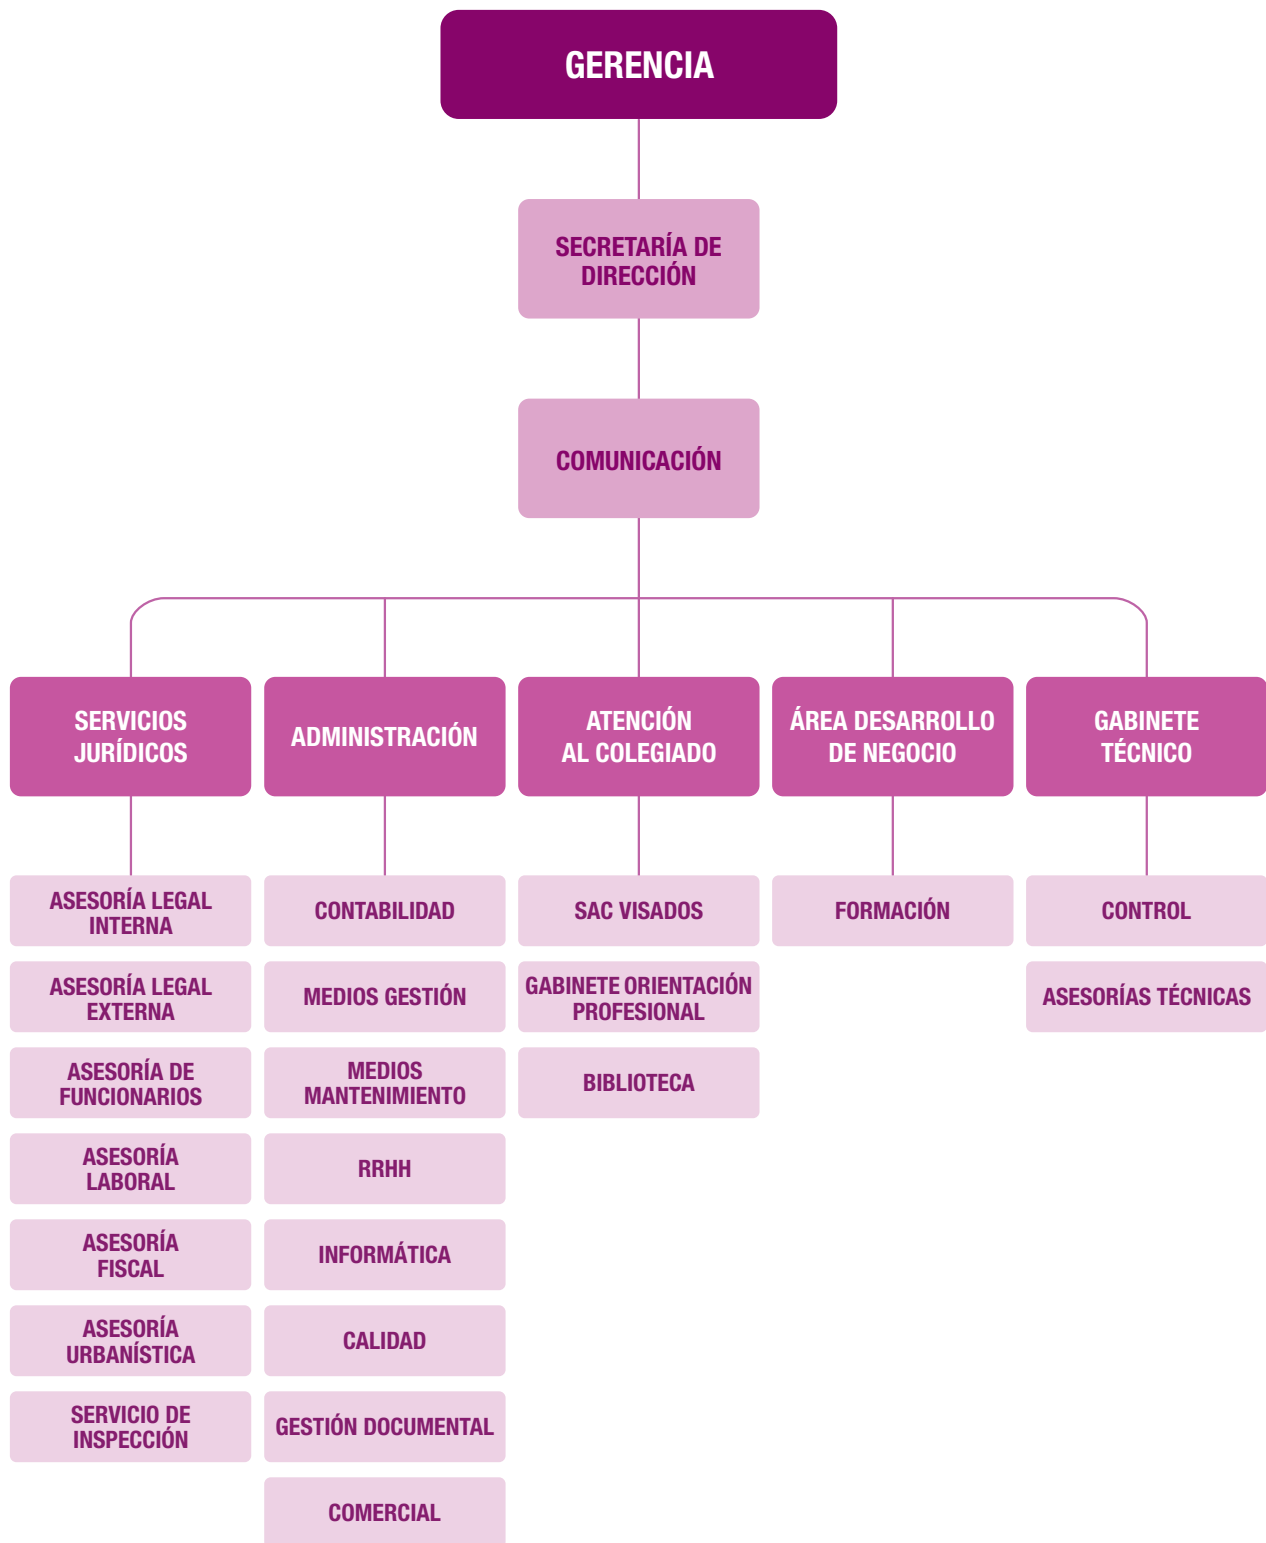 GERENCIA
SECRETARÍA DE
DIRECCIÓN
COMUNICACIÓN
SERVICIOS
JURÍDICOS
ADMINISTRACIÓN
ATENCIÓN
AL COLEGIADO
ÁREA DESARROLLO
DE NEGOCIO
GABINETE
TÉCNICO
ASESORÍA LEGAL
INTERNA
ASESORÍA LEGAL
EXTERNA
ASESORÍA DE
FUNCIONARIOS
ASESORÍA
LABORAL
ASESORÍA
FISCAL
ASESORÍA
URBANÍSTICA
SERVICIO DE
INSPECCIÓN
CONTABILIDAD
MEDIOS GESTIÓN
MEDIOS
MANTENIMIENTO
RRHH
INFORMÁTICA
CALIDAD
GESTIÓN DOCUMENTAL
COMERCIAL
SAC VISADOS
GABINETE ORIENTACIÓN
PROFESIONAL
BIBLIOTECA
FORMACIÓN
CONTROL
ASESORÍAS TÉCNICAS